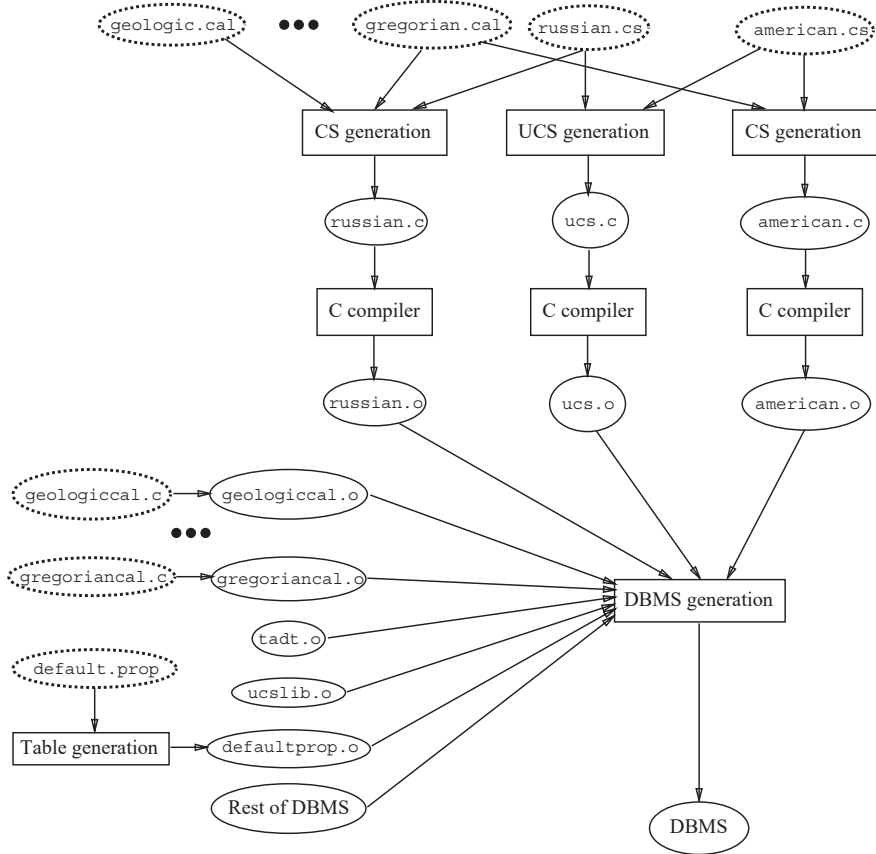 geologic.cal
gregorian.cal
russian.cs
american.cs
CS generation
UCS generation
CS generation
russian.c
ucs.c
american.c
C compiler
C compiler
C compiler
russian.o
ucs.o
american.o
geologiccal.c
geologiccal.o
gregoriancal.c
gregoriancal.o
DBMS generation
tadt.o
default.prop
ucslib.o
Table generation
defaultprop.o
Rest of DBMS
DBMS